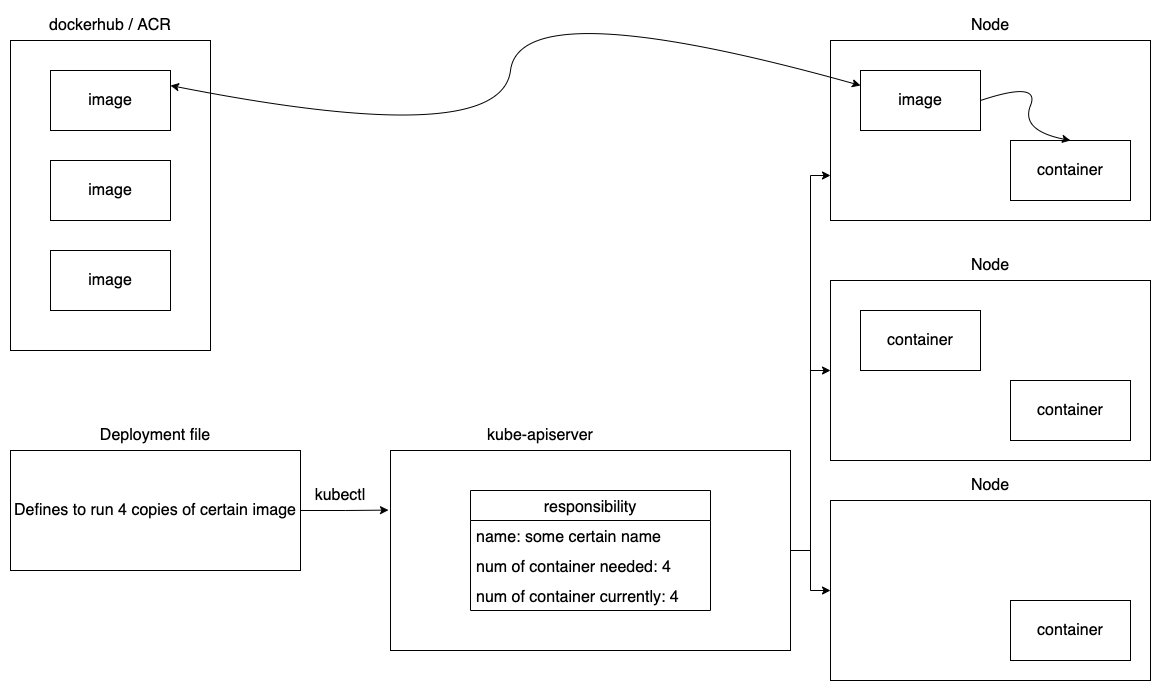 dockerhub / ACR
image
image
image
Node
image
container
Node
container
container
Node
container
Deployment file
Defines to run 4 copies of certain image
kubectl
kube-apiserver
responsibility
name: some certain name
num of container needed: 4
num of container currently: 4